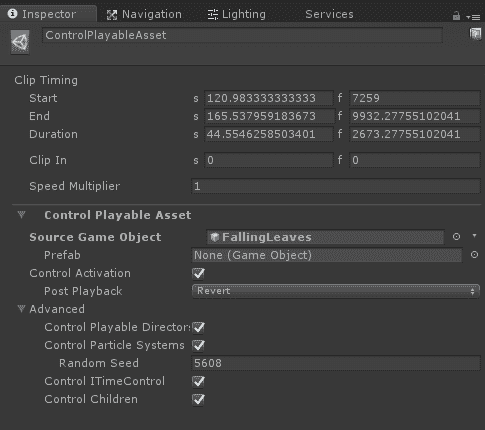 Inspector Navigation Lighting Services
ControlPlayableAsset
Clip Timing
Start s 120.983333333333 f 7259
End s 165.537959183673 f 9932.27755102041
Duration s 44.5546258503401 f 2673.27755102041
Clip In s 0 f 0
Speed Multiplier 1
Control Playable Asset
Source Game Object FallingLeaves
Prefab None (Game Object)
Control Activation
Post Playback Revert
Advanced
Control Playable Directors
Control Particle Systems
Random Seed 5608
Control ITimeControl
Control Children